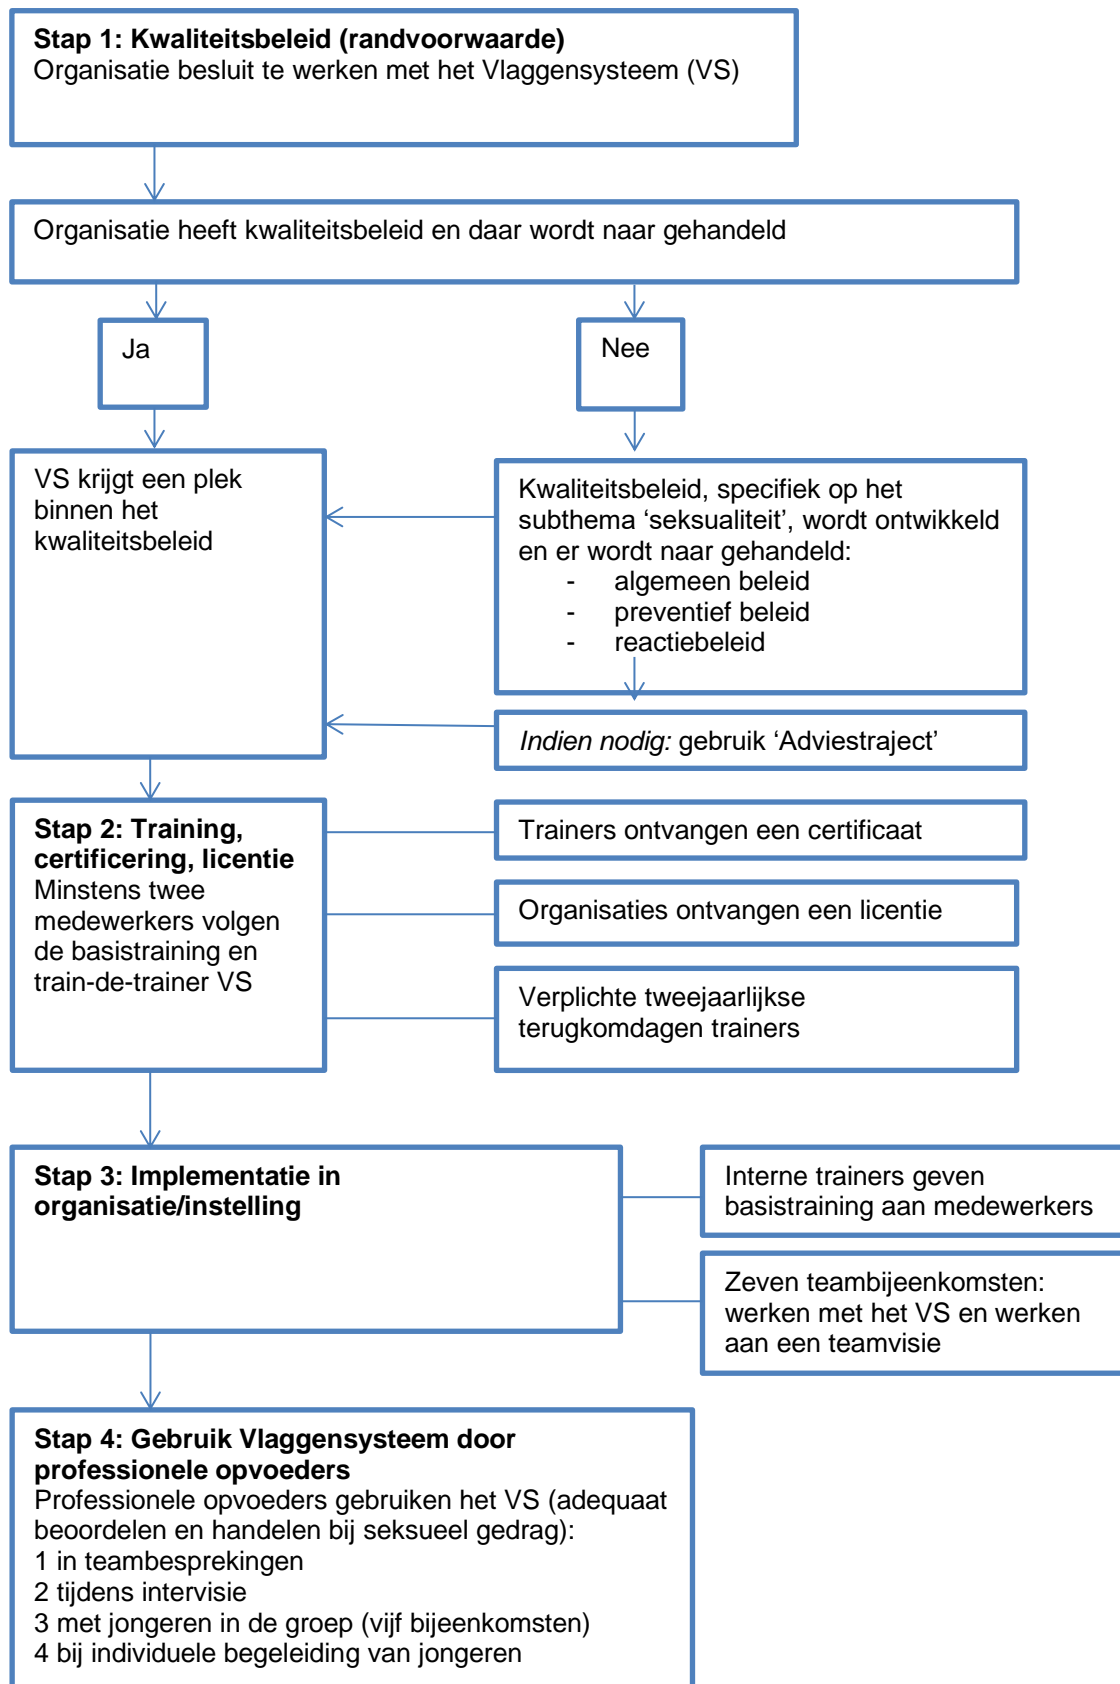 Stap 1: Kwaliteitsbeleid (randvoorwaarde)
Organisatie besluit te werken met het Vlaggensysteem (VS)
Organisatie heeft kwaliteitsbeleid en daar wordt naar gehandeld
Ja
Nee
VS krijgt een plek
binnen het
kwaliteitsbeleid
Kwaliteitsbeleid, specifiek op het
subthema ‘seksualiteit’, wordt ontwikkeld
en er wordt naar gehandeld:
- algemeen beleid
- preventief beleid
- reactiebeleid
Indien nodig: gebruik ‘Adviestraject’
Stap 2: Training,
certificering, licentie
Minstens twee
medewerkers volgen
de basistraining en
train-de-trainer VS
Trainers ontvangen een certificaat
Organisaties ontvangen een licentie
Verplichte tweejaarlijkse
terugkomdagen trainers
Stap 3: Implementatie in
organisatie/instelling
Interne trainers geven
basistraining aan medewerkers
Zeven teambijeenkomsten:
werken met het VS en werken
aan een teamvisie
Stap 4: Gebruik Vlaggensysteem door
professionele opvoeders
Professionele opvoeders gebruiken het VS (adequaat
beoordelen en handelen bij seksueel gedrag):
1 in teambesprekingen
2 tijdens intervisie
3 met jongeren in de groep (vijf bijeenkomsten)
4 bij individuele begeleiding van jongeren